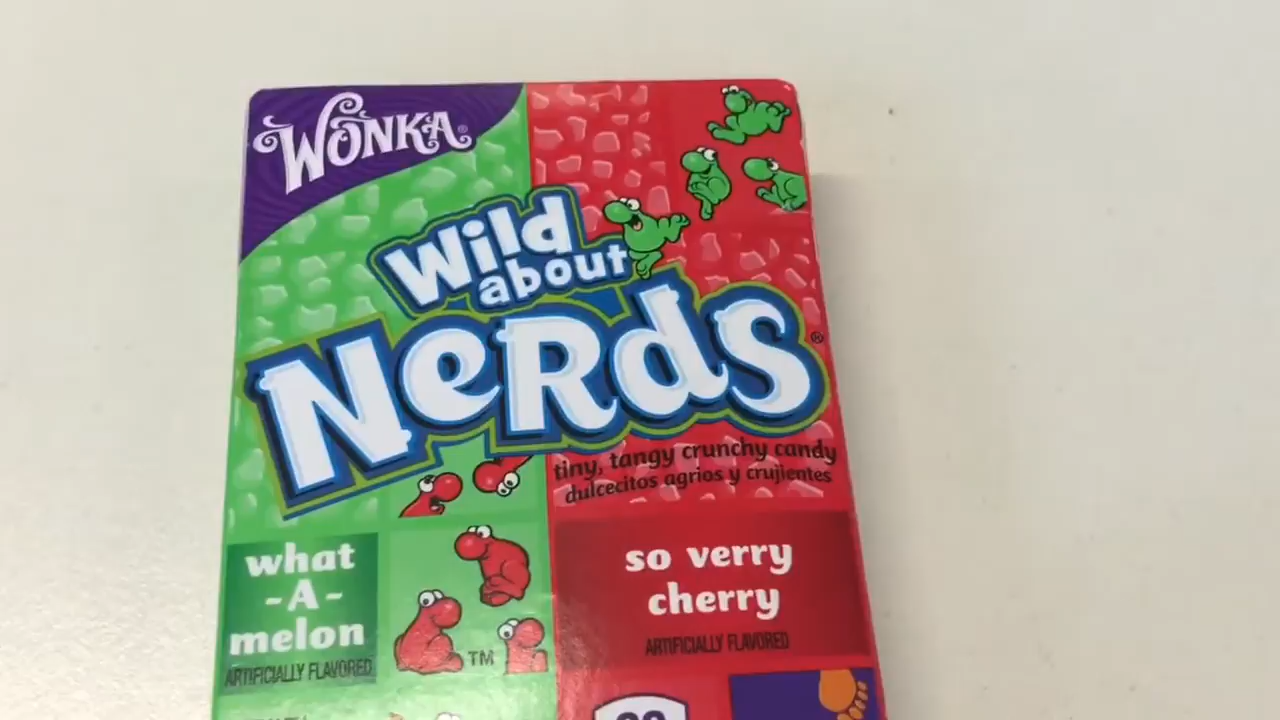 WONKA®
Wild
about
NeRdS®
tiny, tangy crunchy candy
dulcecitos agrios y crujientes
what
-A-
melon
ARTIFICIALLY FLAVORED
so verry
cherry
ARTIFICIALLY FLAVORED
TM